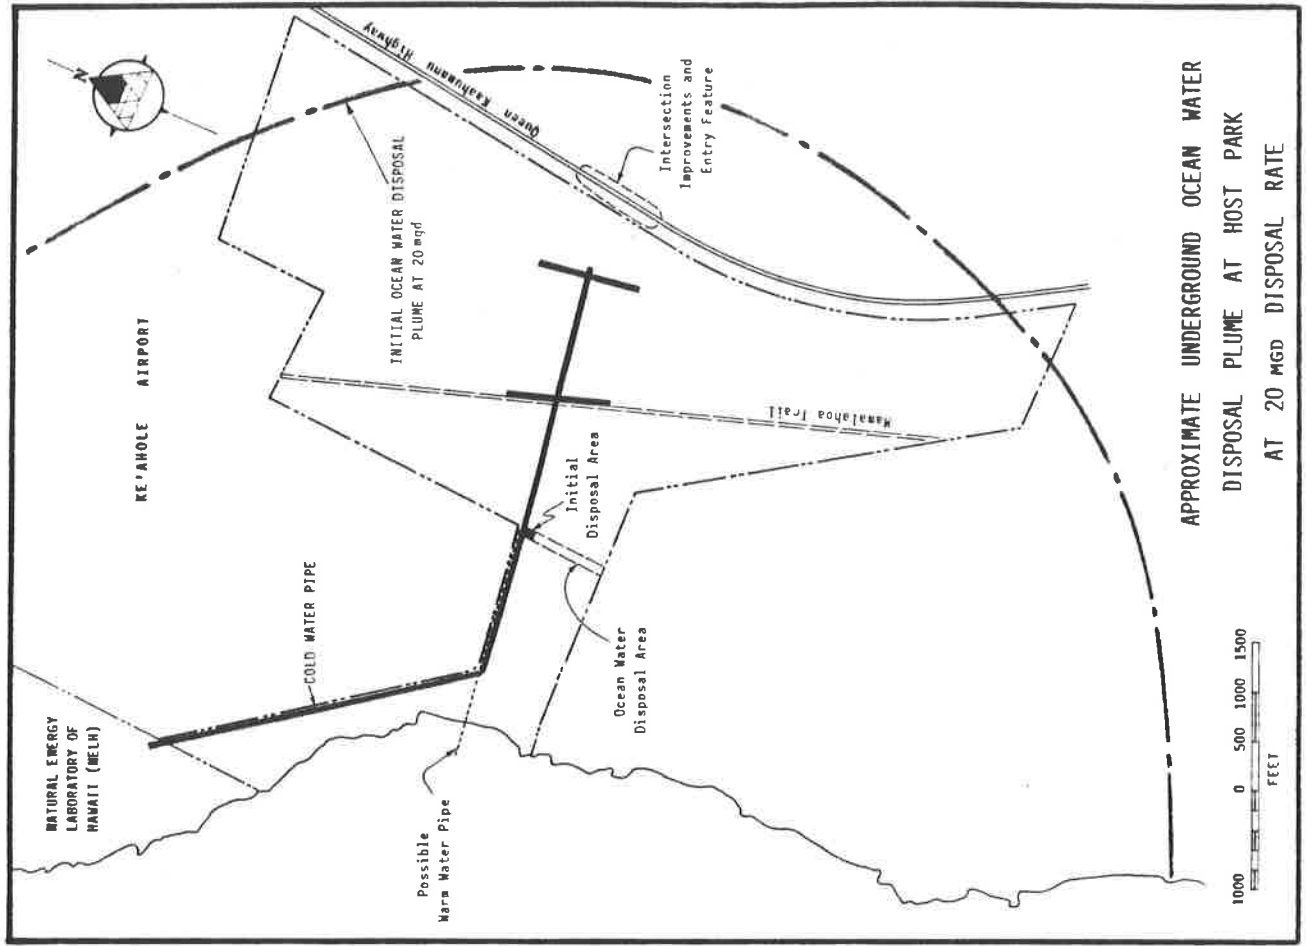 APPROXIMATE UNDERGROUND OCEAN WATER
DISPOSAL PLUME AT HOST PARK
AT 20 MGD DISPOSAL RATE
N
KE'AHOLE AIRPORT
INITIAL OCEAN WATER DISPOSAL
PLUME AT 20 mgd
Queen Kaahumanu
Highway
Intersection
Improvements and
Entry Feature
Mamalahoa Trail
Initial
Disposal Area
Ocean Water
Disposal Area
COLD WATER PIPE
NATURAL ENERGY
LABORATORY OF
HAWAII (NELH)
Possible
Warm Water Pipe
1000 0 500 1000 1500
FEET